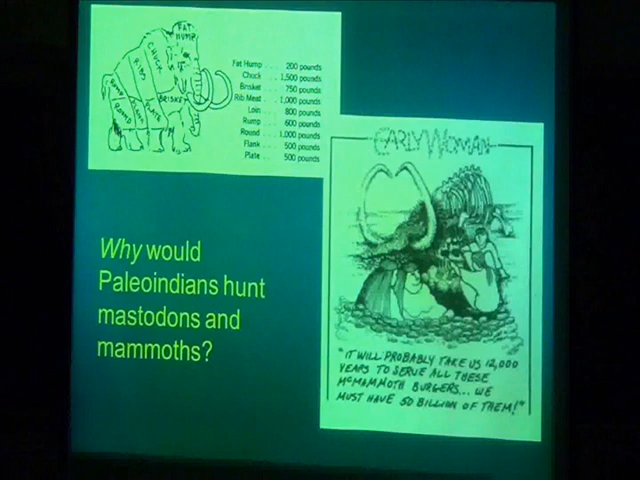 FAT
HUMP
CHUCK
RIBS
BRISKET
PLATE
RUMP
ROUND
Fat Hump . . . . 200 pounds
Chuck . . . . 1,500 pounds
Brisket . . . . 750 pounds
Rib Meat . . . 1,000 pounds
Loin . . . . 800 pounds
Rump . . . . 600 pounds
Round . . . 1,000 pounds
Flank . . . . 500 pounds
Plate . . . . 500 pounds
EARLY WOMAN
Why would
Paleoindians hunt
mastodons and
mammoths?
"IT WILL PROBABLY TAKE US 12,000
YEARS TO SERVE ALL THESE
McMAMMOTH BURGERS... WE
MUST HAVE 50 BILLION OF THEM!"